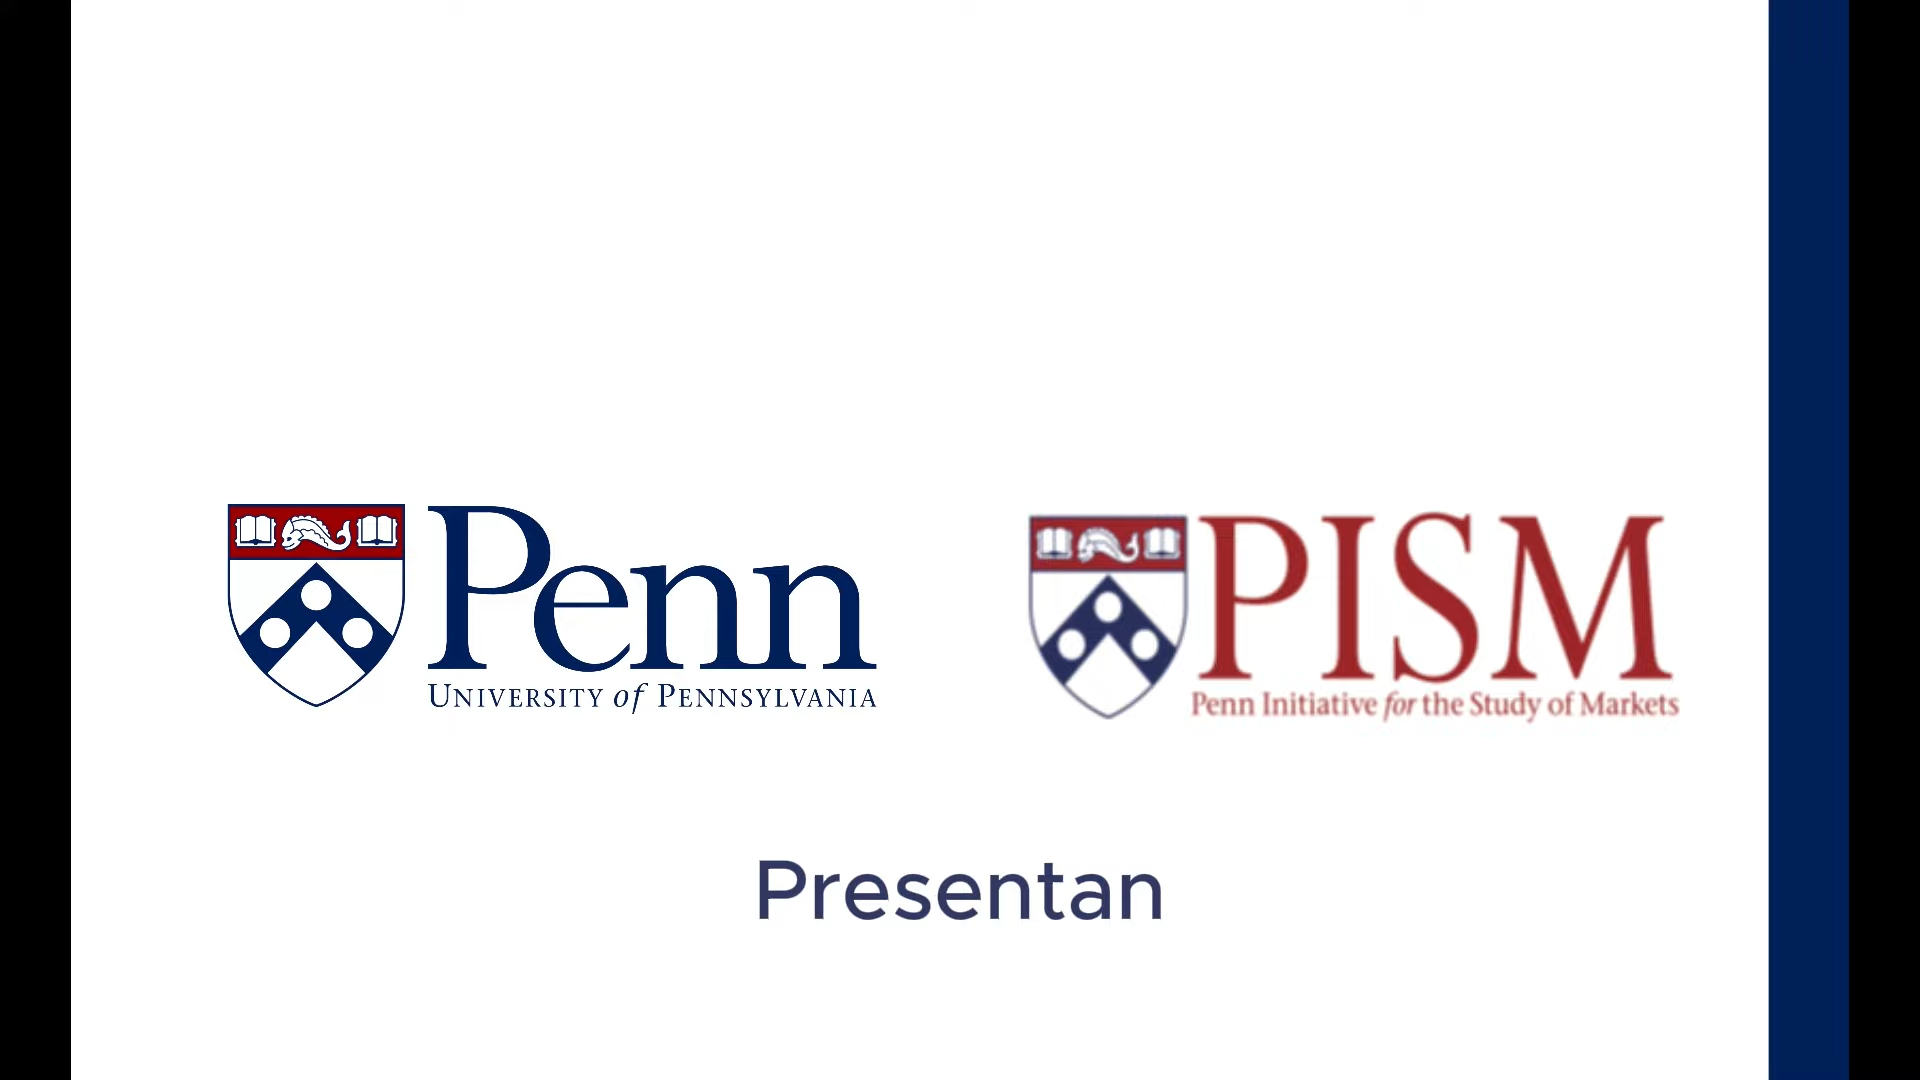 Penn
UNIVERSITY of PENNSYLVANIA
PISM
Penn Initiative for the Study of Markets
Presentan